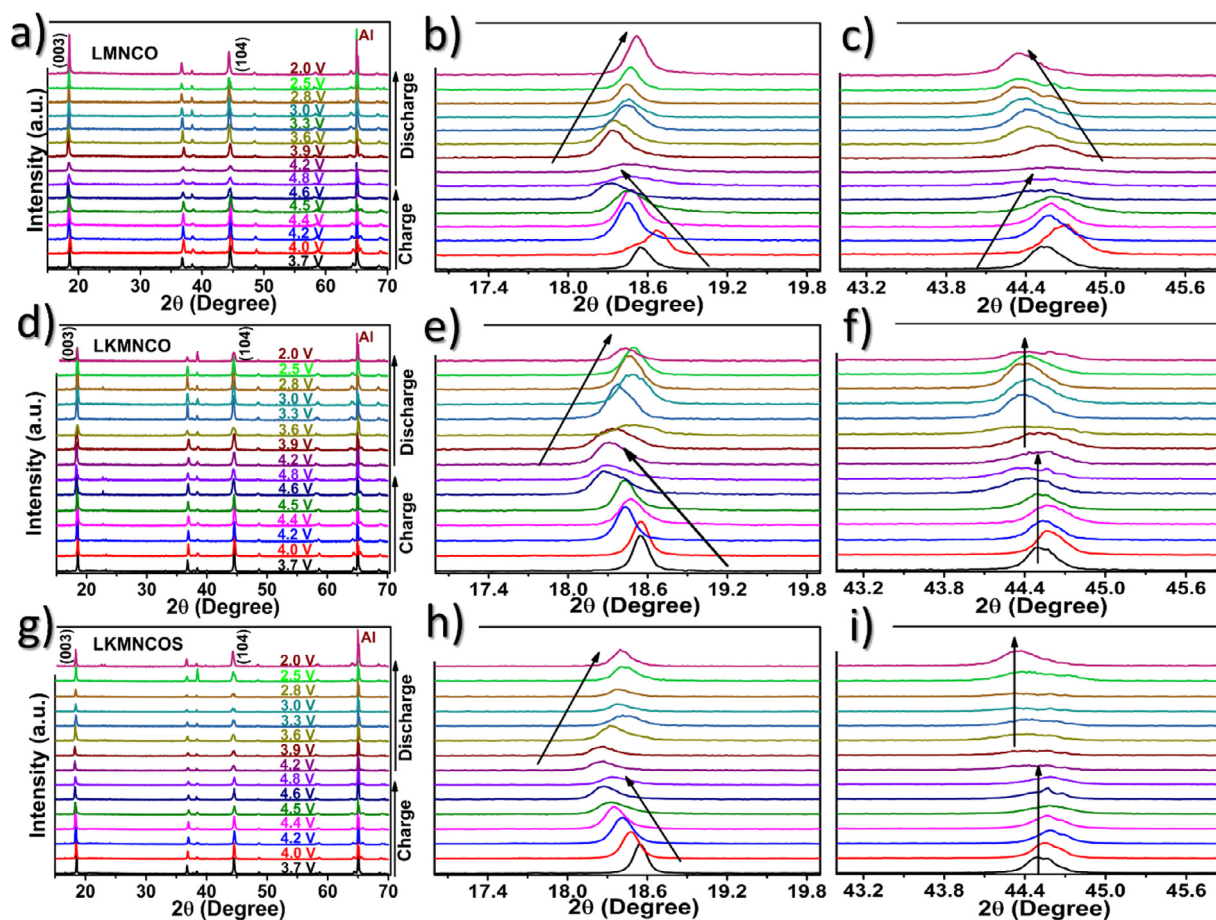 a)
LMNCO
(003)
(104)
Al
2.0 V
2.5 V
2.8 V
3.0 V
3.3 V
3.6 V
3.9 V
4.2 V
4.8 V
4.6 V
4.5 V
4.4 V
4.2 V
4.0 V
3.7 V
Discharge
Charge
Intensity (a.u.)
20 30 40 50 60 70
2θ (Degree)
b)
17.4 18.0 18.6 19.2 19.8
2θ (Degree)
c)
43.2 44.4 45.0 45.6
2θ (Degree)
d)
LKMNCO
(003)
(104)
Al
2.0 V
2.5 V
2.8 V
3.0 V
3.3 V
3.6 V
3.9 V
4.2 V
4.8 V
4.6 V
4.5 V
4.4 V
4.2 V
4.0 V
3.7 V
Discharge
Charge
Intensity (a.u.)
20 30 40 50 60 70
2θ (Degree)
e)
17.4 18.0 18.6 19.2 19.8
2θ (Degree)
f)
43.2 44.4 45.0 45.6
2θ (Degree)
g)
LKMNCOS
(003)
(104)
Al
2.0 V
2.5 V
2.8 V
3.0 V
3.3 V
3.6 V
3.9 V
4.2 V
4.8 V
4.6 V
4.5 V
4.4 V
4.2 V
4.0 V
3.7 V
Discharge
Charge
Intensity (a.u.)
20 30 40 50 60 70
2θ (Degree)
h)
17.4 18.0 18.6 19.2 19.8
2θ (Degree)
i)
43.2 44.4 45.0 45.6
2θ (Degree)